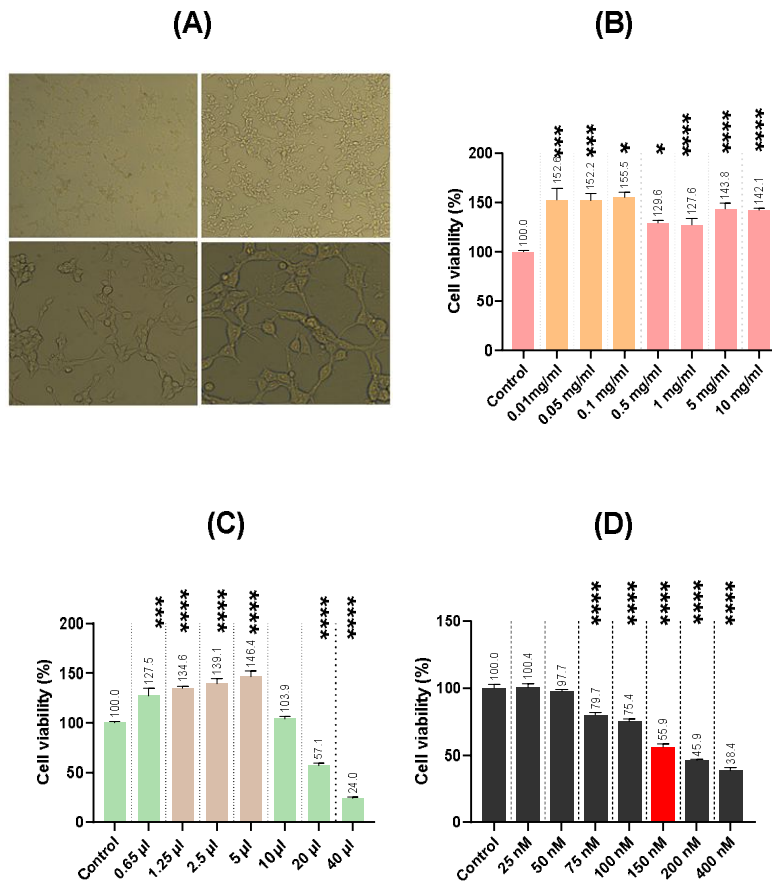 (A)
(B)
Cell viability (%)
200
150
100
50
0
100.0
152.6
152.2
155.5
129.6
127.6
143.8
142.1
***
***
*
*
****
****
****
Control
0.01mg/ml
0.05 mg/ml
0.1 mg/ml
0.5 mg/ml
1 mg/ml
5 mg/ml
10 mg/ml
(C)
Cell viability (%)
200
150
100
50
0
100.0
127.5
134.6
139.1
146.4
103.9
57.1
24.0
***
****
****
****
****
****
Control
0.65 µl
1.25 µl
2.5 µl
5 µl
10 µl
20 µl
40 µl
(D)
Cell viability (%)
150
100
50
0
100.0
100.4
97.7
79.7
75.4
55.9
45.9
38.4
****
****
****
****
****
Control
25 nM
50 nM
75 nM
100 nM
150 nM
200 nM
400 nM